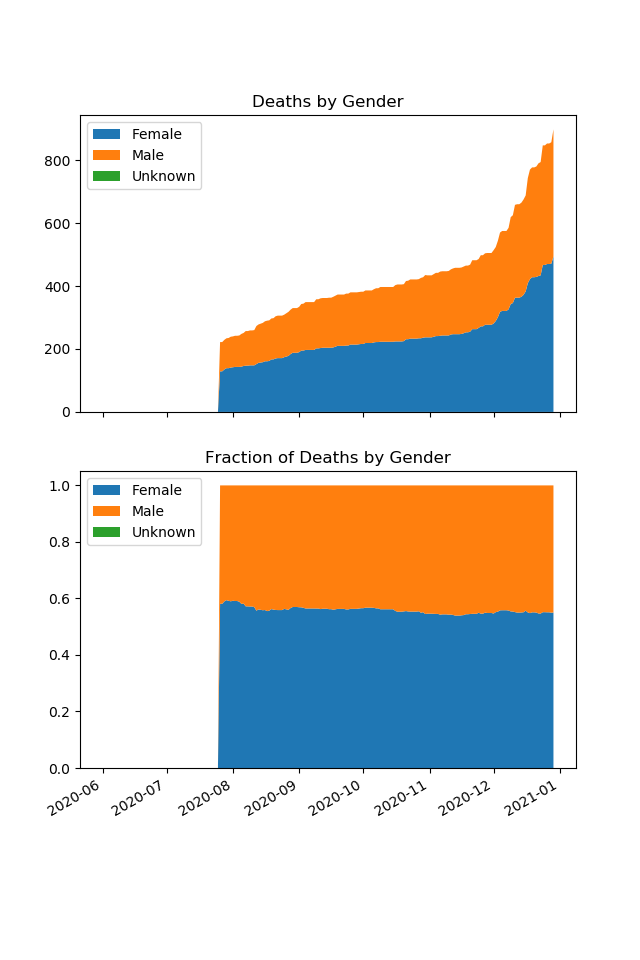 Deaths by Gender
Female
Male
Unknown
800
600
400
200
0
Fraction of Deaths by Gender
Female
Male
Unknown
1.0
0.8
0.6
0.4
0.2
0.0
2020-06
2020-07
2020-08
2020-09
2020-10
2020-11
2020-12
2021-01